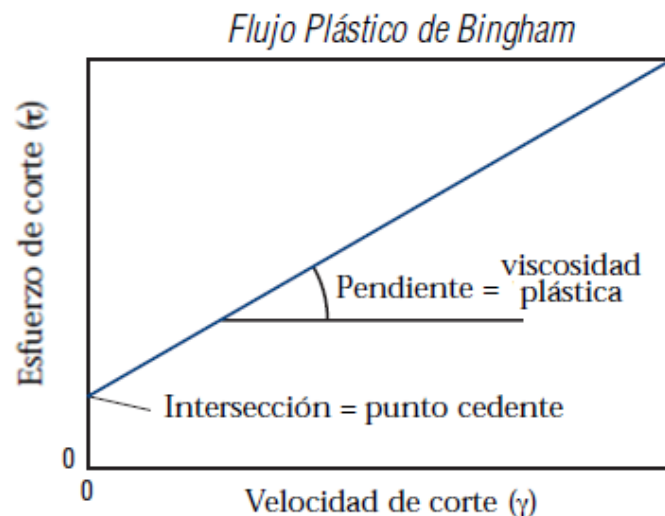 Flujo Plástico de Bingham
Esfuerzo de corte (τ)
viscosidad
Pendiente = plástica
Intersección = punto cedente
0
0
Velocidad de corte (γ)